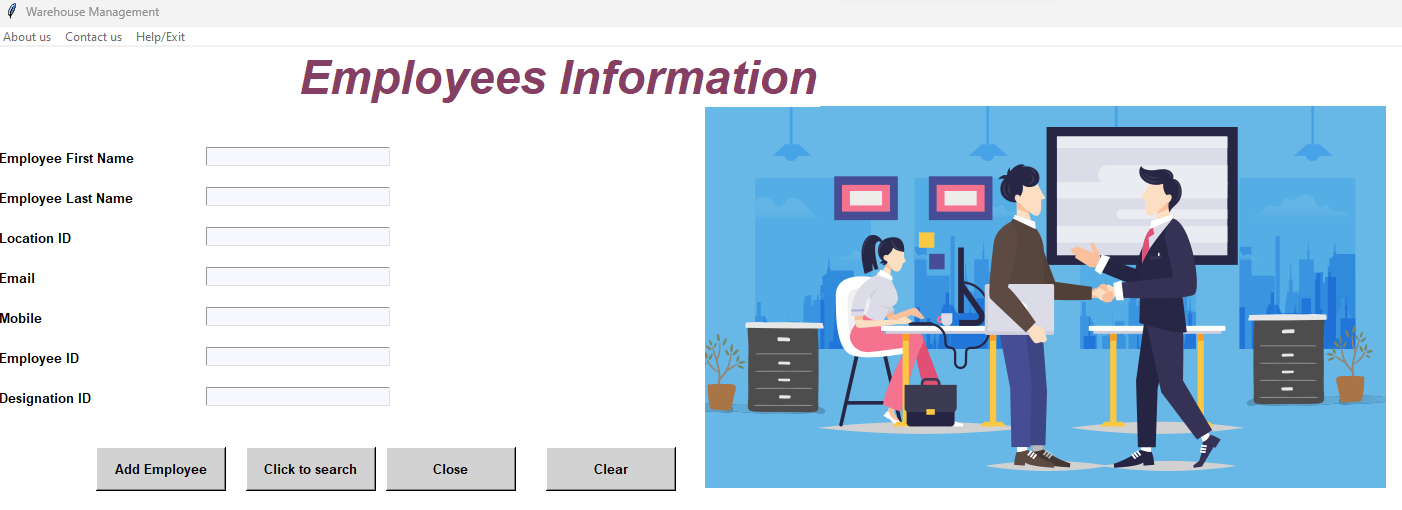 Warehouse Management
About us Contact us Help/Exit
Employees Information
Employee First Name
Employee Last Name
Location ID
Email
Mobile
Employee ID
Designation ID
Add Employee Click to search Close Clear